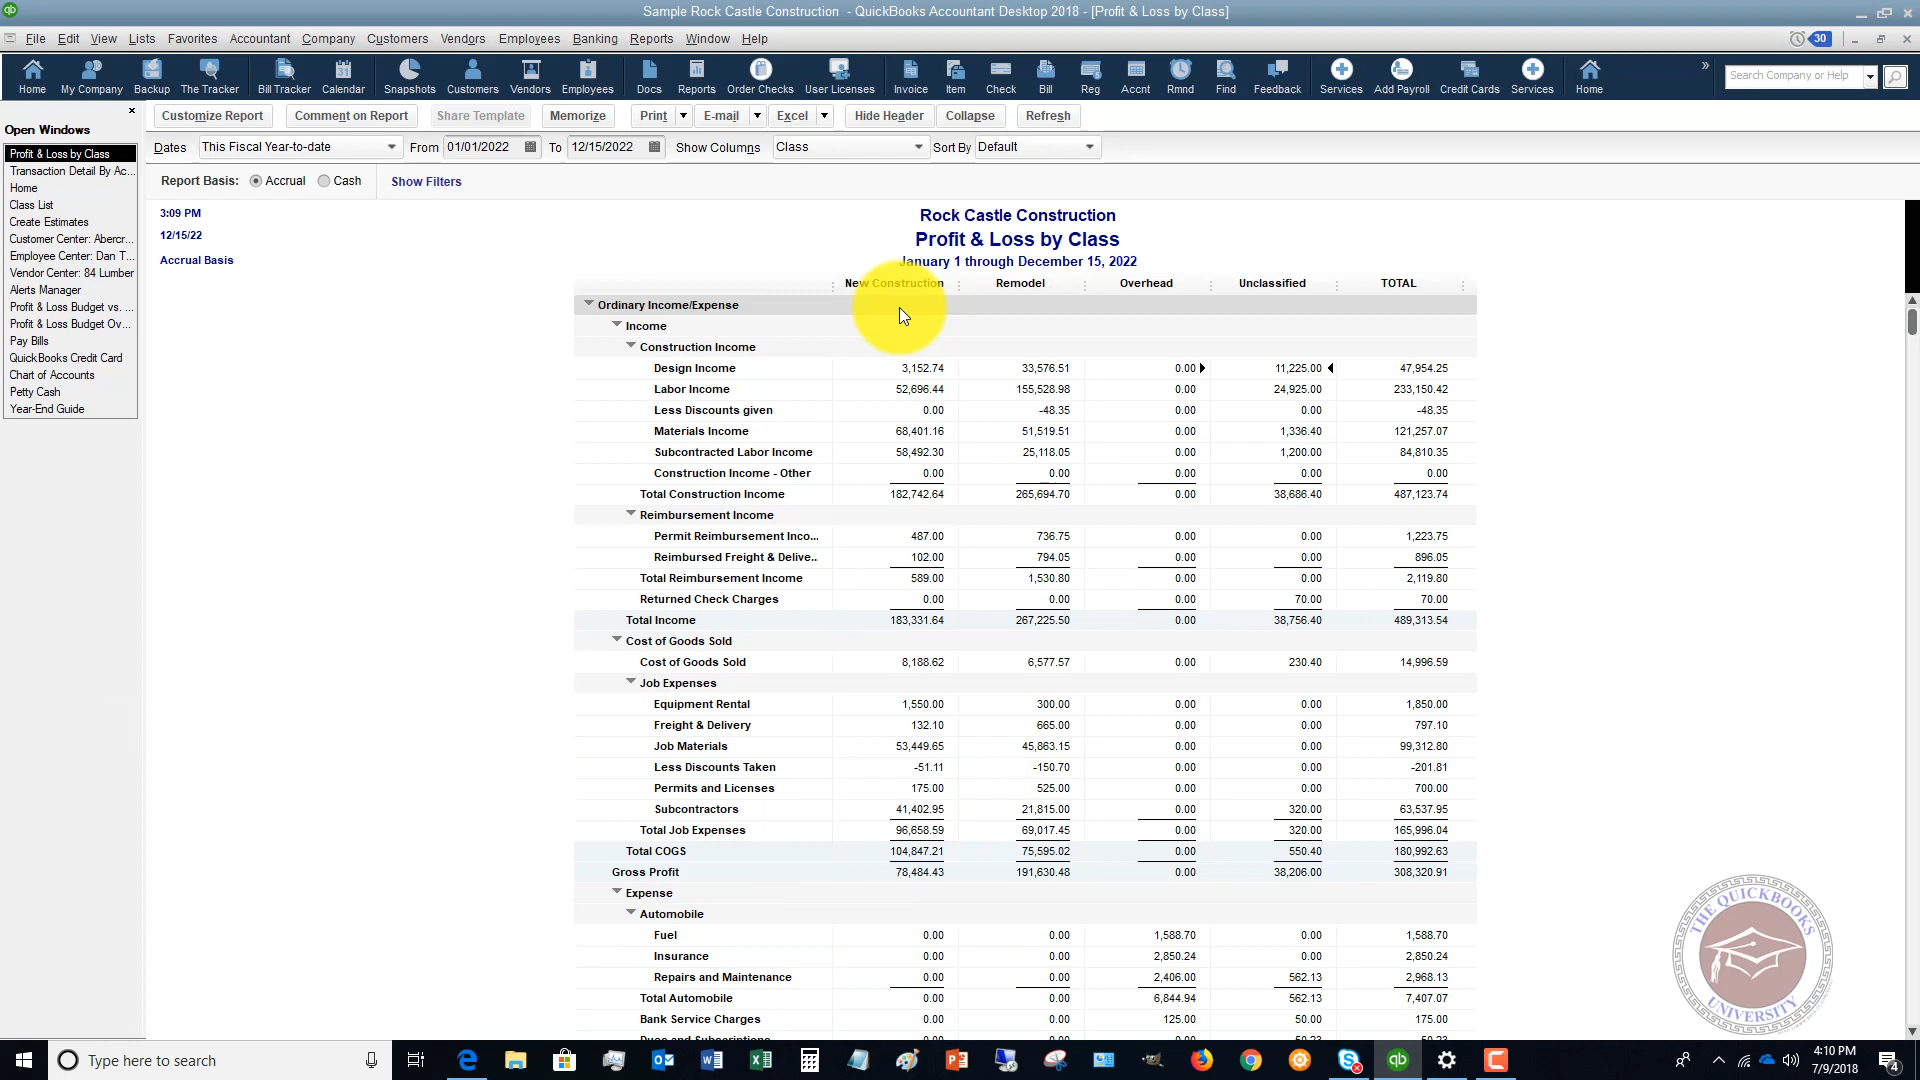 Sample Rock Castle Construction - QuickBooks Accountant Desktop 2018 - [Profit & Loss by Class]
File Edit View Lists Favorites Accountant Company Customers Vendors Employees Banking Reports Window Help
30
Home My Company Backup The Tracker Bill Tracker Calendar Snapshots Customers Vendors Employees Docs Reports Order Checks User Licenses Invoice Item Check Bill Reg Accnt Rmnd Find Feedback Services Add Payroll Credit Cards Services Home
Search Company or Help
Customize Report Comment on Report Share Template Memorize Print E-mail Excel Hide Header Collapse Refresh
Dates This Fiscal Year-to-date From 01/01/2022 To 12/15/2022 Show Columns Class Sort By Default
Report Basis: Accrual Cash Show Filters
Open Windows
Profit & Loss by Class
Transaction Detail By Ac...
Home
Class List
Create Estimates
Customer Center: Abercr...
Employee Center: Dan T...
Vendor Center: 84 Lumber
Alerts Manager
Profit & Loss Budget vs. ...
Profit & Loss Budget Ov...
Pay Bills
QuickBooks Credit Card
Chart of Accounts
Petty Cash
Year-End Guide
3:09 PM
12/15/22
Accrual Basis
Rock Castle Construction
Profit & Loss by Class
January 1 through December 15, 2022
New Construction Remodel Overhead Unclassified TOTAL
Ordinary Income/Expense
Income
Construction Income
Design Income 3,152.74 33,576.51 0.00 11,225.00 47,954.25
Labor Income 52,696.44 155,528.98 0.00 24,925.00 233,150.42
Less Discounts given 0.00 -48.35 0.00 0.00 -48.35
Materials Income 68,401.16 51,519.51 0.00 1,336.40 121,257.07
Subcontracted Labor Income 58,492.30 25,118.05 0.00 1,200.00 84,810.35
Construction Income - Other 0.00 0.00 0.00 0.00 0.00
Total Construction Income 182,742.64 265,694.70 0.00 38,686.40 487,123.74
Reimbursement Income
Permit Reimbursement Inco... 487.00 736.75 0.00 0.00 1,223.75
Reimbursed Freight & Delive.. 102.00 794.05 0.00 0.00 896.05
Total Reimbursement Income 589.00 1,530.80 0.00 0.00 2,119.80
Returned Check Charges 0.00 0.00 0.00 70.00 70.00
Total Income 183,331.64 267,225.50 0.00 38,756.40 489,313.54
Cost of Goods Sold
Cost of Goods Sold 8,188.62 6,577.57 0.00 230.40 14,996.59
Job Expenses
Equipment Rental 1,550.00 300.00 0.00 0.00 1,850.00
Freight & Delivery 132.10 665.00 0.00 0.00 797.10
Job Materials 53,449.65 45,863.15 0.00 0.00 99,312.80
Less Discounts Taken -51.11 -150.70 0.00 0.00 -201.81
Permits and Licenses 175.00 525.00 0.00 0.00 700.00
Subcontractors 41,402.95 21,815.00 0.00 320.00 63,537.95
Total Job Expenses 96,658.59 69,017.45 0.00 320.00 165,996.04
Total COGS 104,847.21 75,595.02 0.00 550.40 180,992.63
Gross Profit 78,484.43 191,630.48 0.00 38,206.00 308,320.91
Expense
Automobile
Fuel 0.00 0.00 1,588.70 0.00 1,588.70
Insurance 0.00 0.00 2,850.24 0.00 2,850.24
Repairs and Maintenance 0.00 0.00 2,406.00 562.13 2,968.13
Total Automobile 0.00 0.00 6,844.94 562.13 7,407.07
Bank Service Charges 0.00 0.00 125.00 50.00 175.00
THE QUICKBOOKS UNIVERSITY
Type here to search
4:10 PM
7/9/2018
4